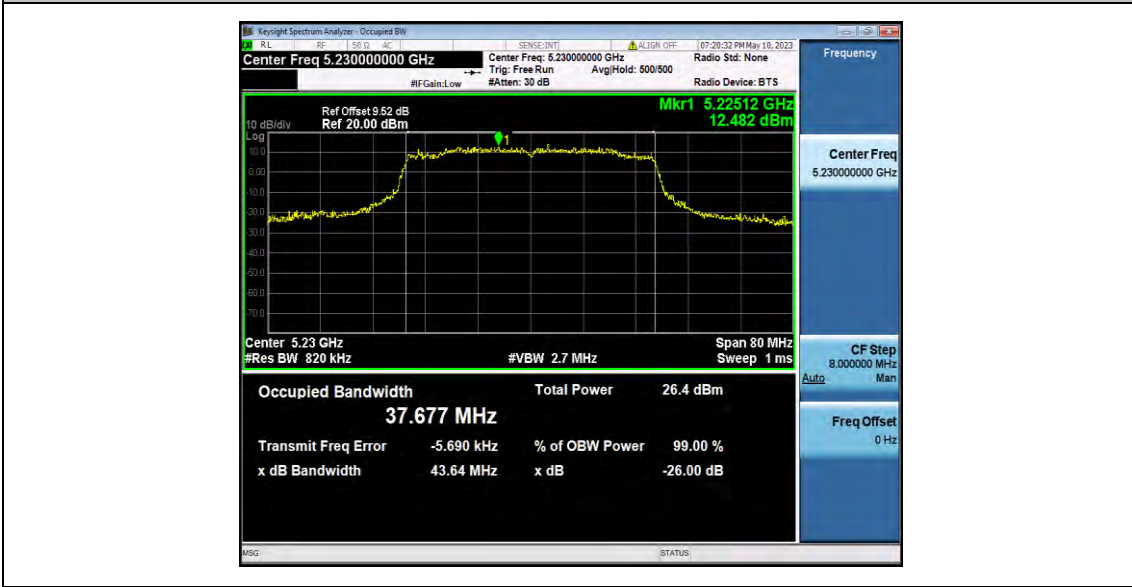 Keysight Spectrum Analyzer - Occupied BW
RL RF 50 Ω AC SENSE:INT ALIGN OFF 07:20:32 PM May 10, 2023
Center Freq 5.230000000 GHz
Center Freq: 5.230000000 GHz Radio Std: None
Trig: Free Run Avg|Hold: 500/500
#IFGain:Low #Atten: 30 dB Radio Device: BTS
Mkr1 5.22512 GHz
12.482 dBm
Ref Offset 9.52 dB
10 dB/div Ref 20.00 dBm
Log
1
10.0
0.00
-10.0
-20.0
-30.0
-40.0
-50.0
-60.0
-70.0
Center 5.23 GHz Span 80 MHz
#Res BW 820 kHz #VBW 2.7 MHz Sweep 1 ms
Occupied Bandwidth Total Power 26.4 dBm
37.677 MHz
Transmit Freq Error -5.690 kHz % of OBW Power 99.00 %
x dB Bandwidth 43.64 MHz x dB -26.00 dB
MSG STATUS
Frequency
Center Freq
5.230000000 GHz
CF Step
8.000000 MHz
Auto Man
Freq Offset
0 Hz